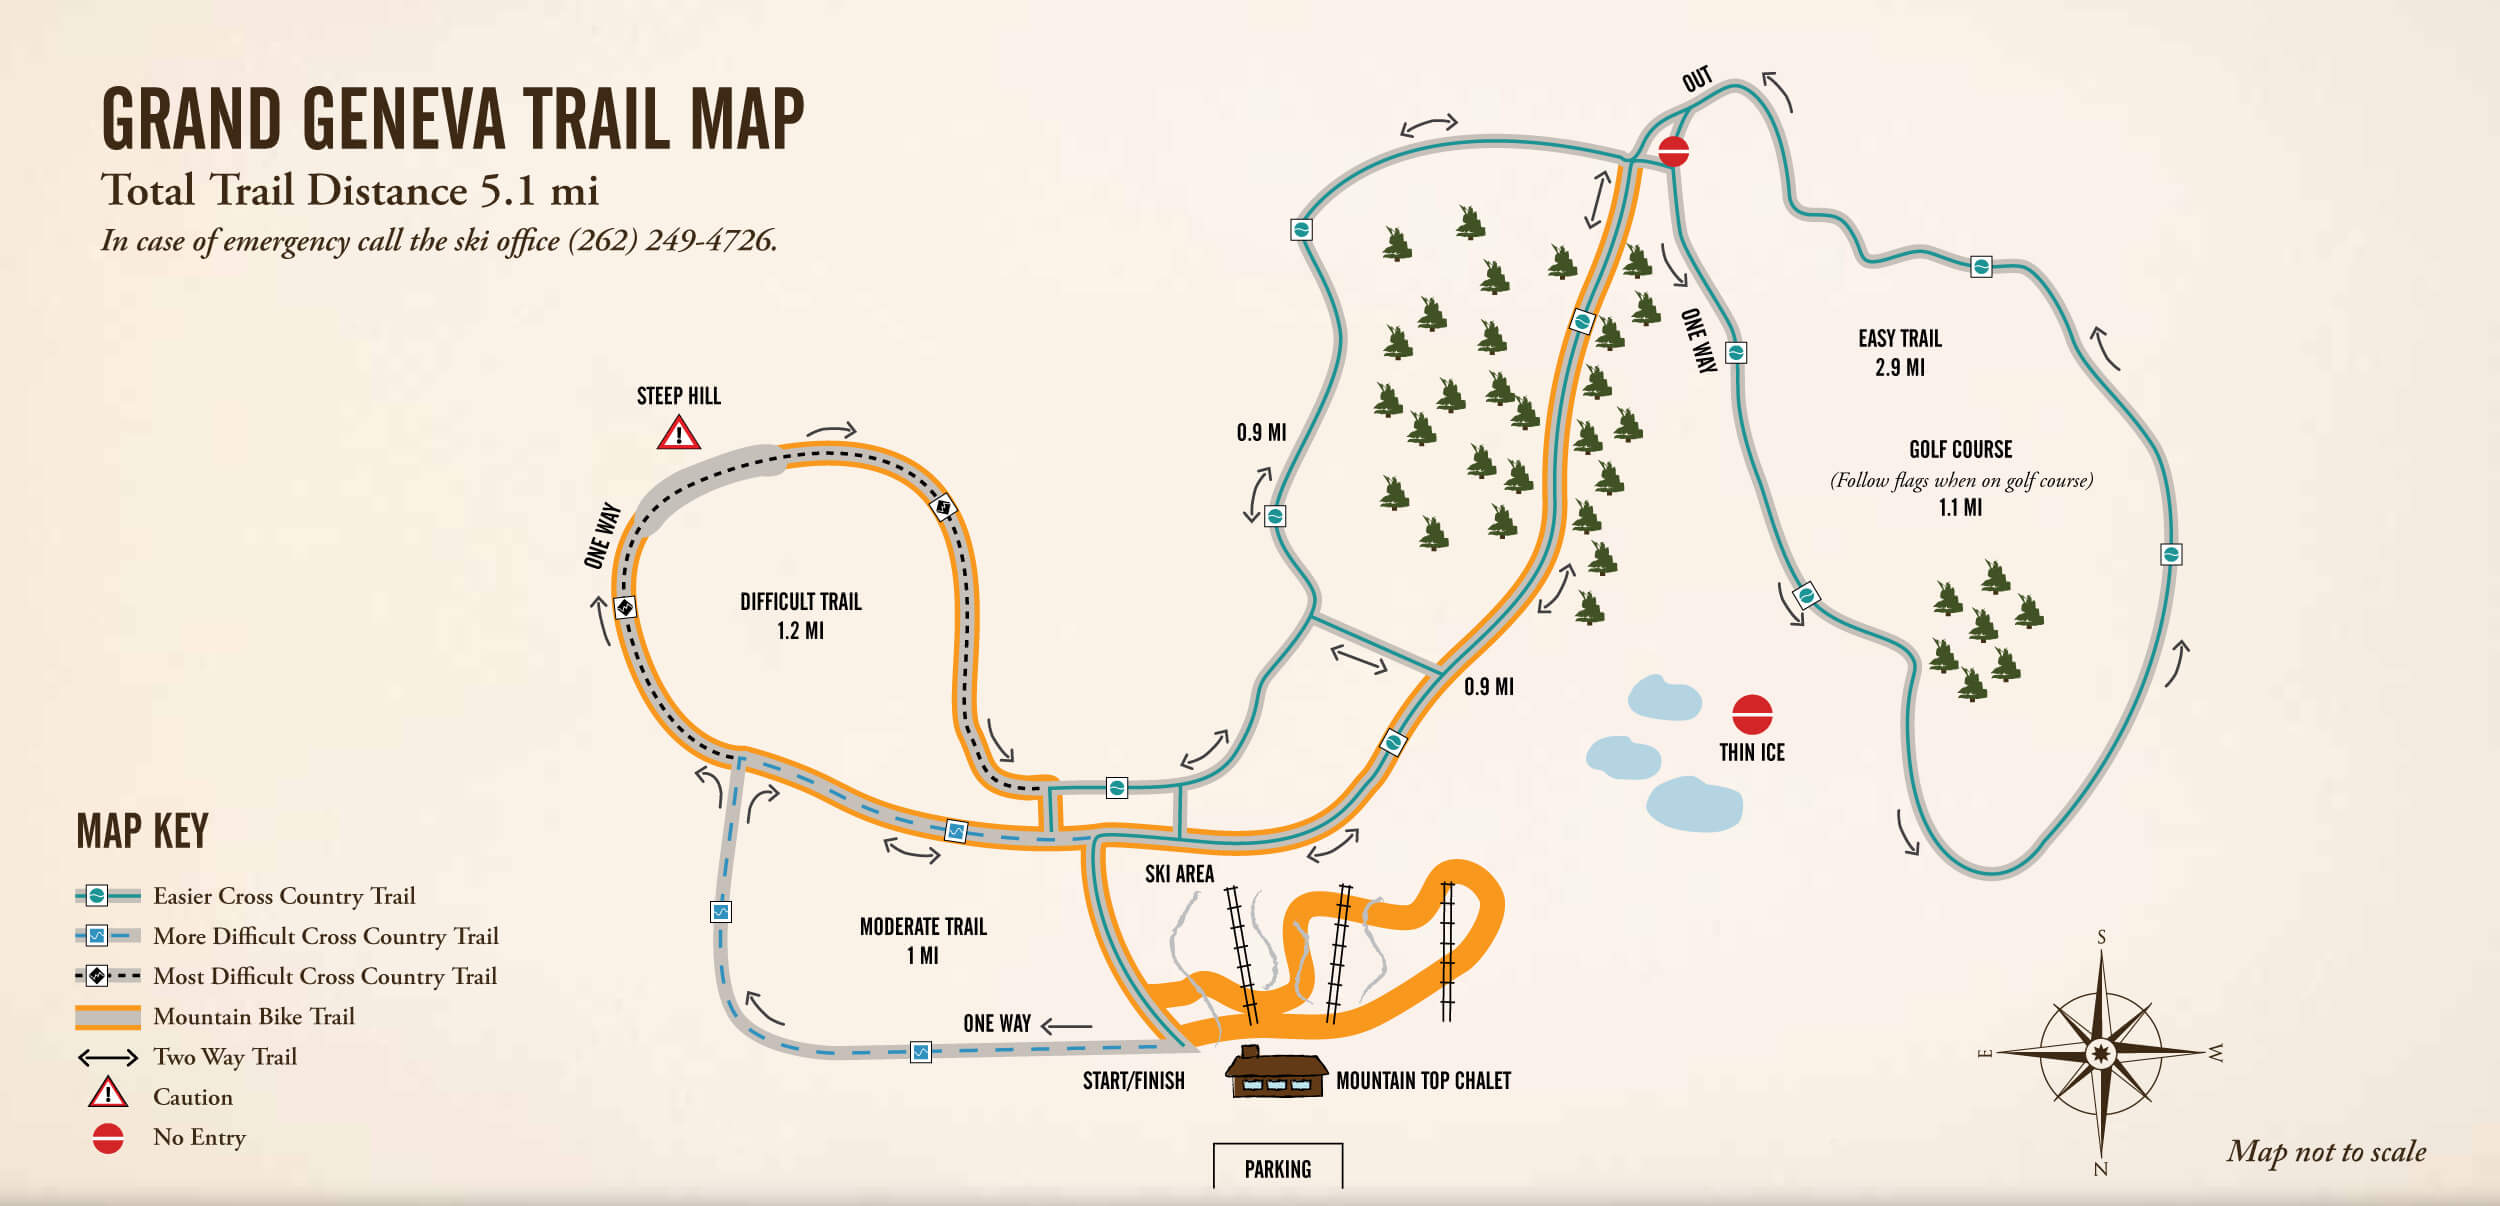 GRAND GENEVA TRAIL MAP
Total Trail Distance 5.1 mi
In case of emergency call the ski office (262) 249-4726.
OUT
ONE WAY
EASY TRAIL
2.9 MI
GOLF COURSE
(Follow flags when on golf course)
1.1 MI
STEEP HILL
0.9 MI
ONE WAY
DIFFICULT TRAIL
1.2 MI
0.9 MI
THIN ICE
SKI AREA
MODERATE TRAIL
1 MI
ONE WAY
START/FINISH
MOUNTAIN TOP CHALET
PARKING
MAP KEY
Easier Cross Country Trail
More Difficult Cross Country Trail
Most Difficult Cross Country Trail
Mountain Bike Trail
Two Way Trail
Caution
No Entry
S
E
W
N
Map not to scale